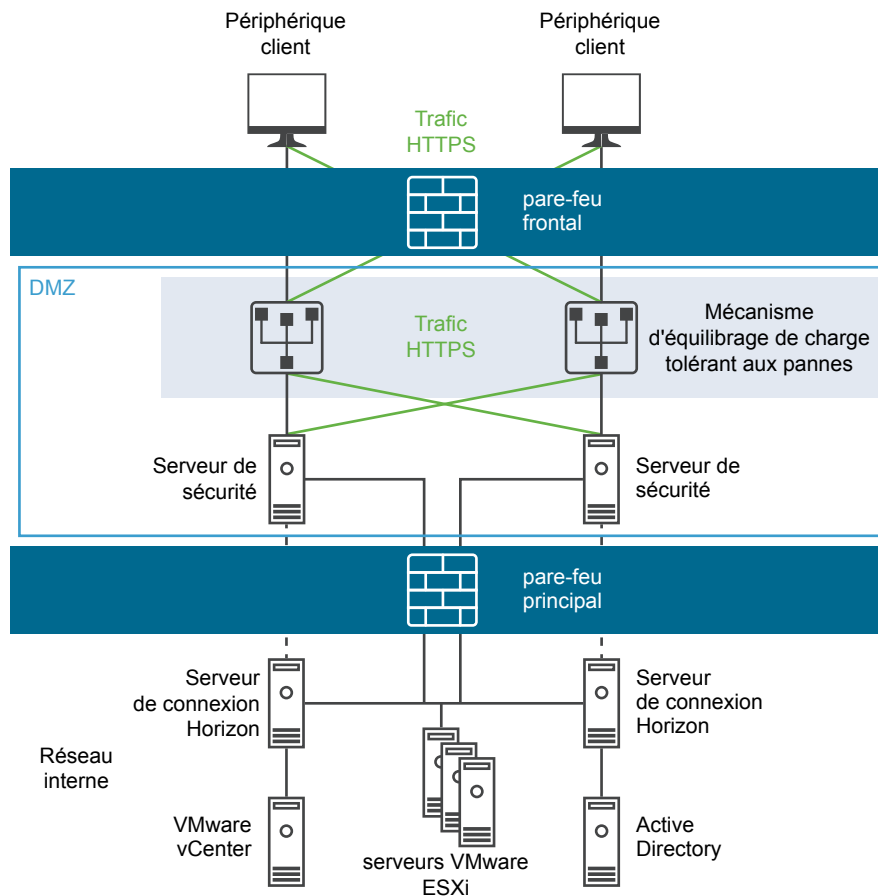 Périphérique
client
Périphérique
client
Trafic
HTTPS
pare-feu
frontal
DMZ
Trafic
HTTPS
Mécanisme
d'équilibrage de charge
tolérant aux pannes
Serveur de
sécurité
Serveur de
sécurité
pare-feu
principal
Serveur
de connexion
Horizon
Serveur
de connexion
Horizon
Réseau
interne
VMware
vCenter
serveurs VMware
ESXi
Active
Directory